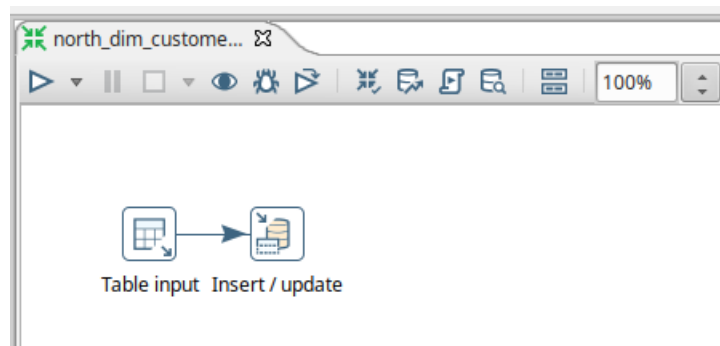 north_dim_custome...
100%
Table input
Insert / update